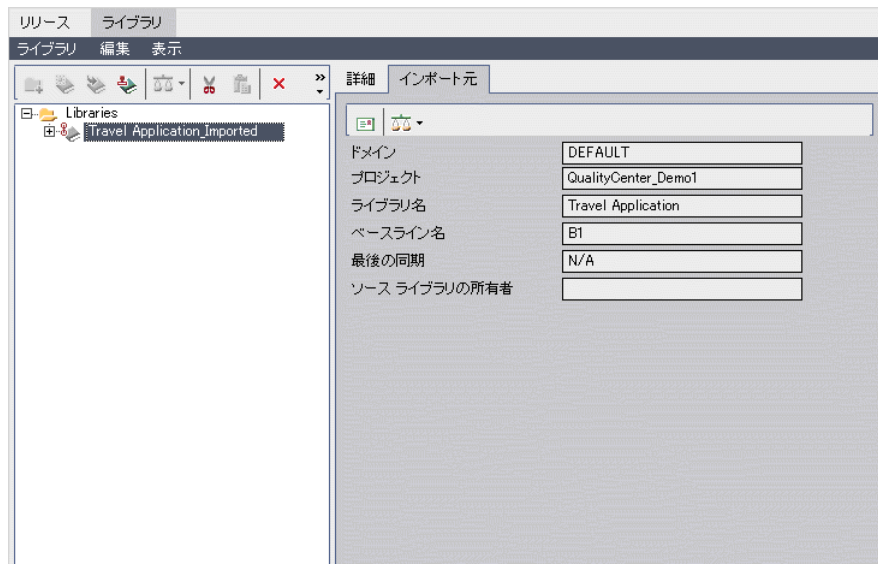 リリース ライブラリ
ライブラリ 編集 表示
詳細 インポート元
Libraries
Travel Application_Imported
ドメイン DEFAULT
プロジェクト QualityCenter_Demo1
ライブラリ名 Travel Application
ベースライン名 B1
最後の同期 N/A
ソース ライブラリの所有者